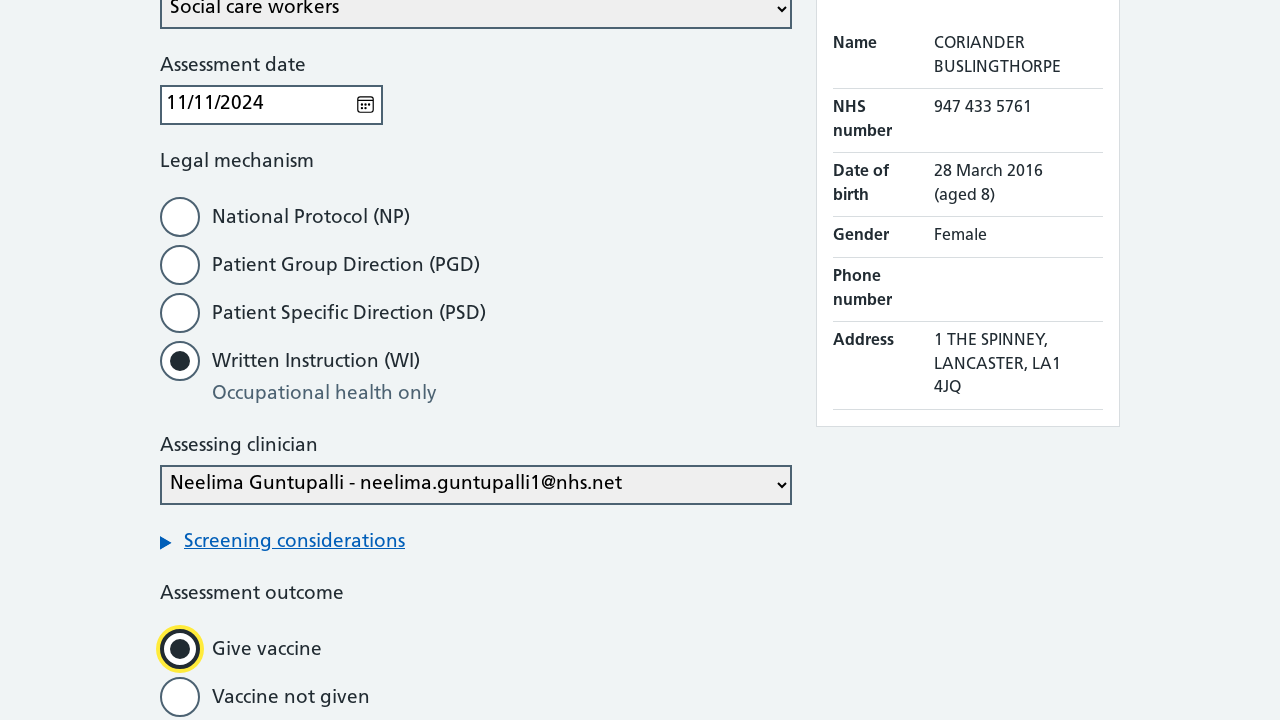 Social care workers
Assessment date
11/11/2024
Legal mechanism
National Protocol (NP)
Patient Group Direction (PGD)
Patient Specific Direction (PSD)
Written Instruction (WI)
Occupational health only
Assessing clinician
Neelima Guntupalli - neelima.guntupalli1@nhs.net
Screening considerations
Assessment outcome
Give vaccine
Vaccine not given
Name CORIANDER
BUSLINGTHORPE
NHS 947 433 5761
number
Date of 28 March 2016
birth (aged 8)
Gender Female
Phone
number
Address 1 THE SPINNEY,
LANCASTER, LA1
4JQ